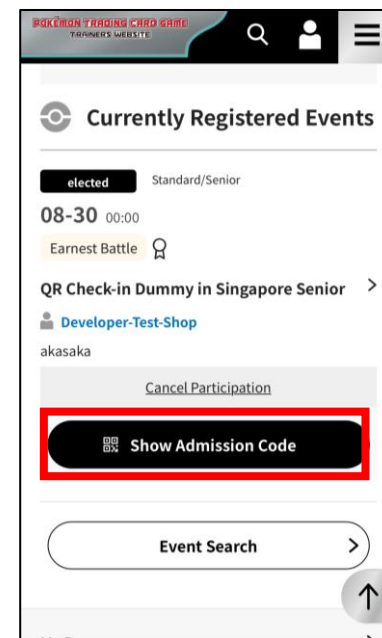 POKÉMON TRADING CARD GAME
TRAINERS WEBSITE
Currently Registered Events
elected
Standard/Senior
08-30 00:00
Earnest Battle
QR Check-in Dummy in Singapore Senior
Developer-Test-Shop
akasaka
Cancel Participation
Show Admission Code
Event Search